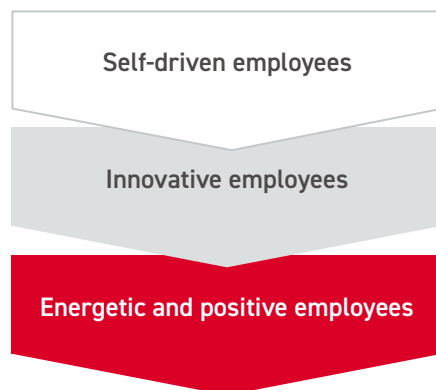 Self-driven employees
Innovative employees
Energetic and positive employees